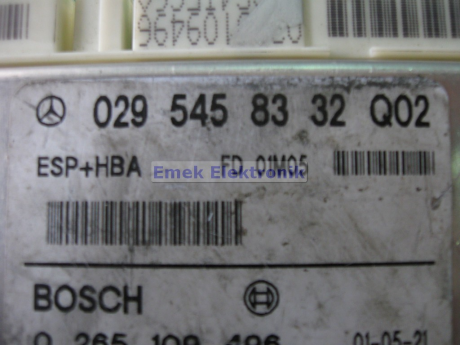 0265109496
029 545 83 32 Q02
ESP+HBA FD 01M05
Emek Elektronik
BOSCH
0 265 109 496 01-05-21